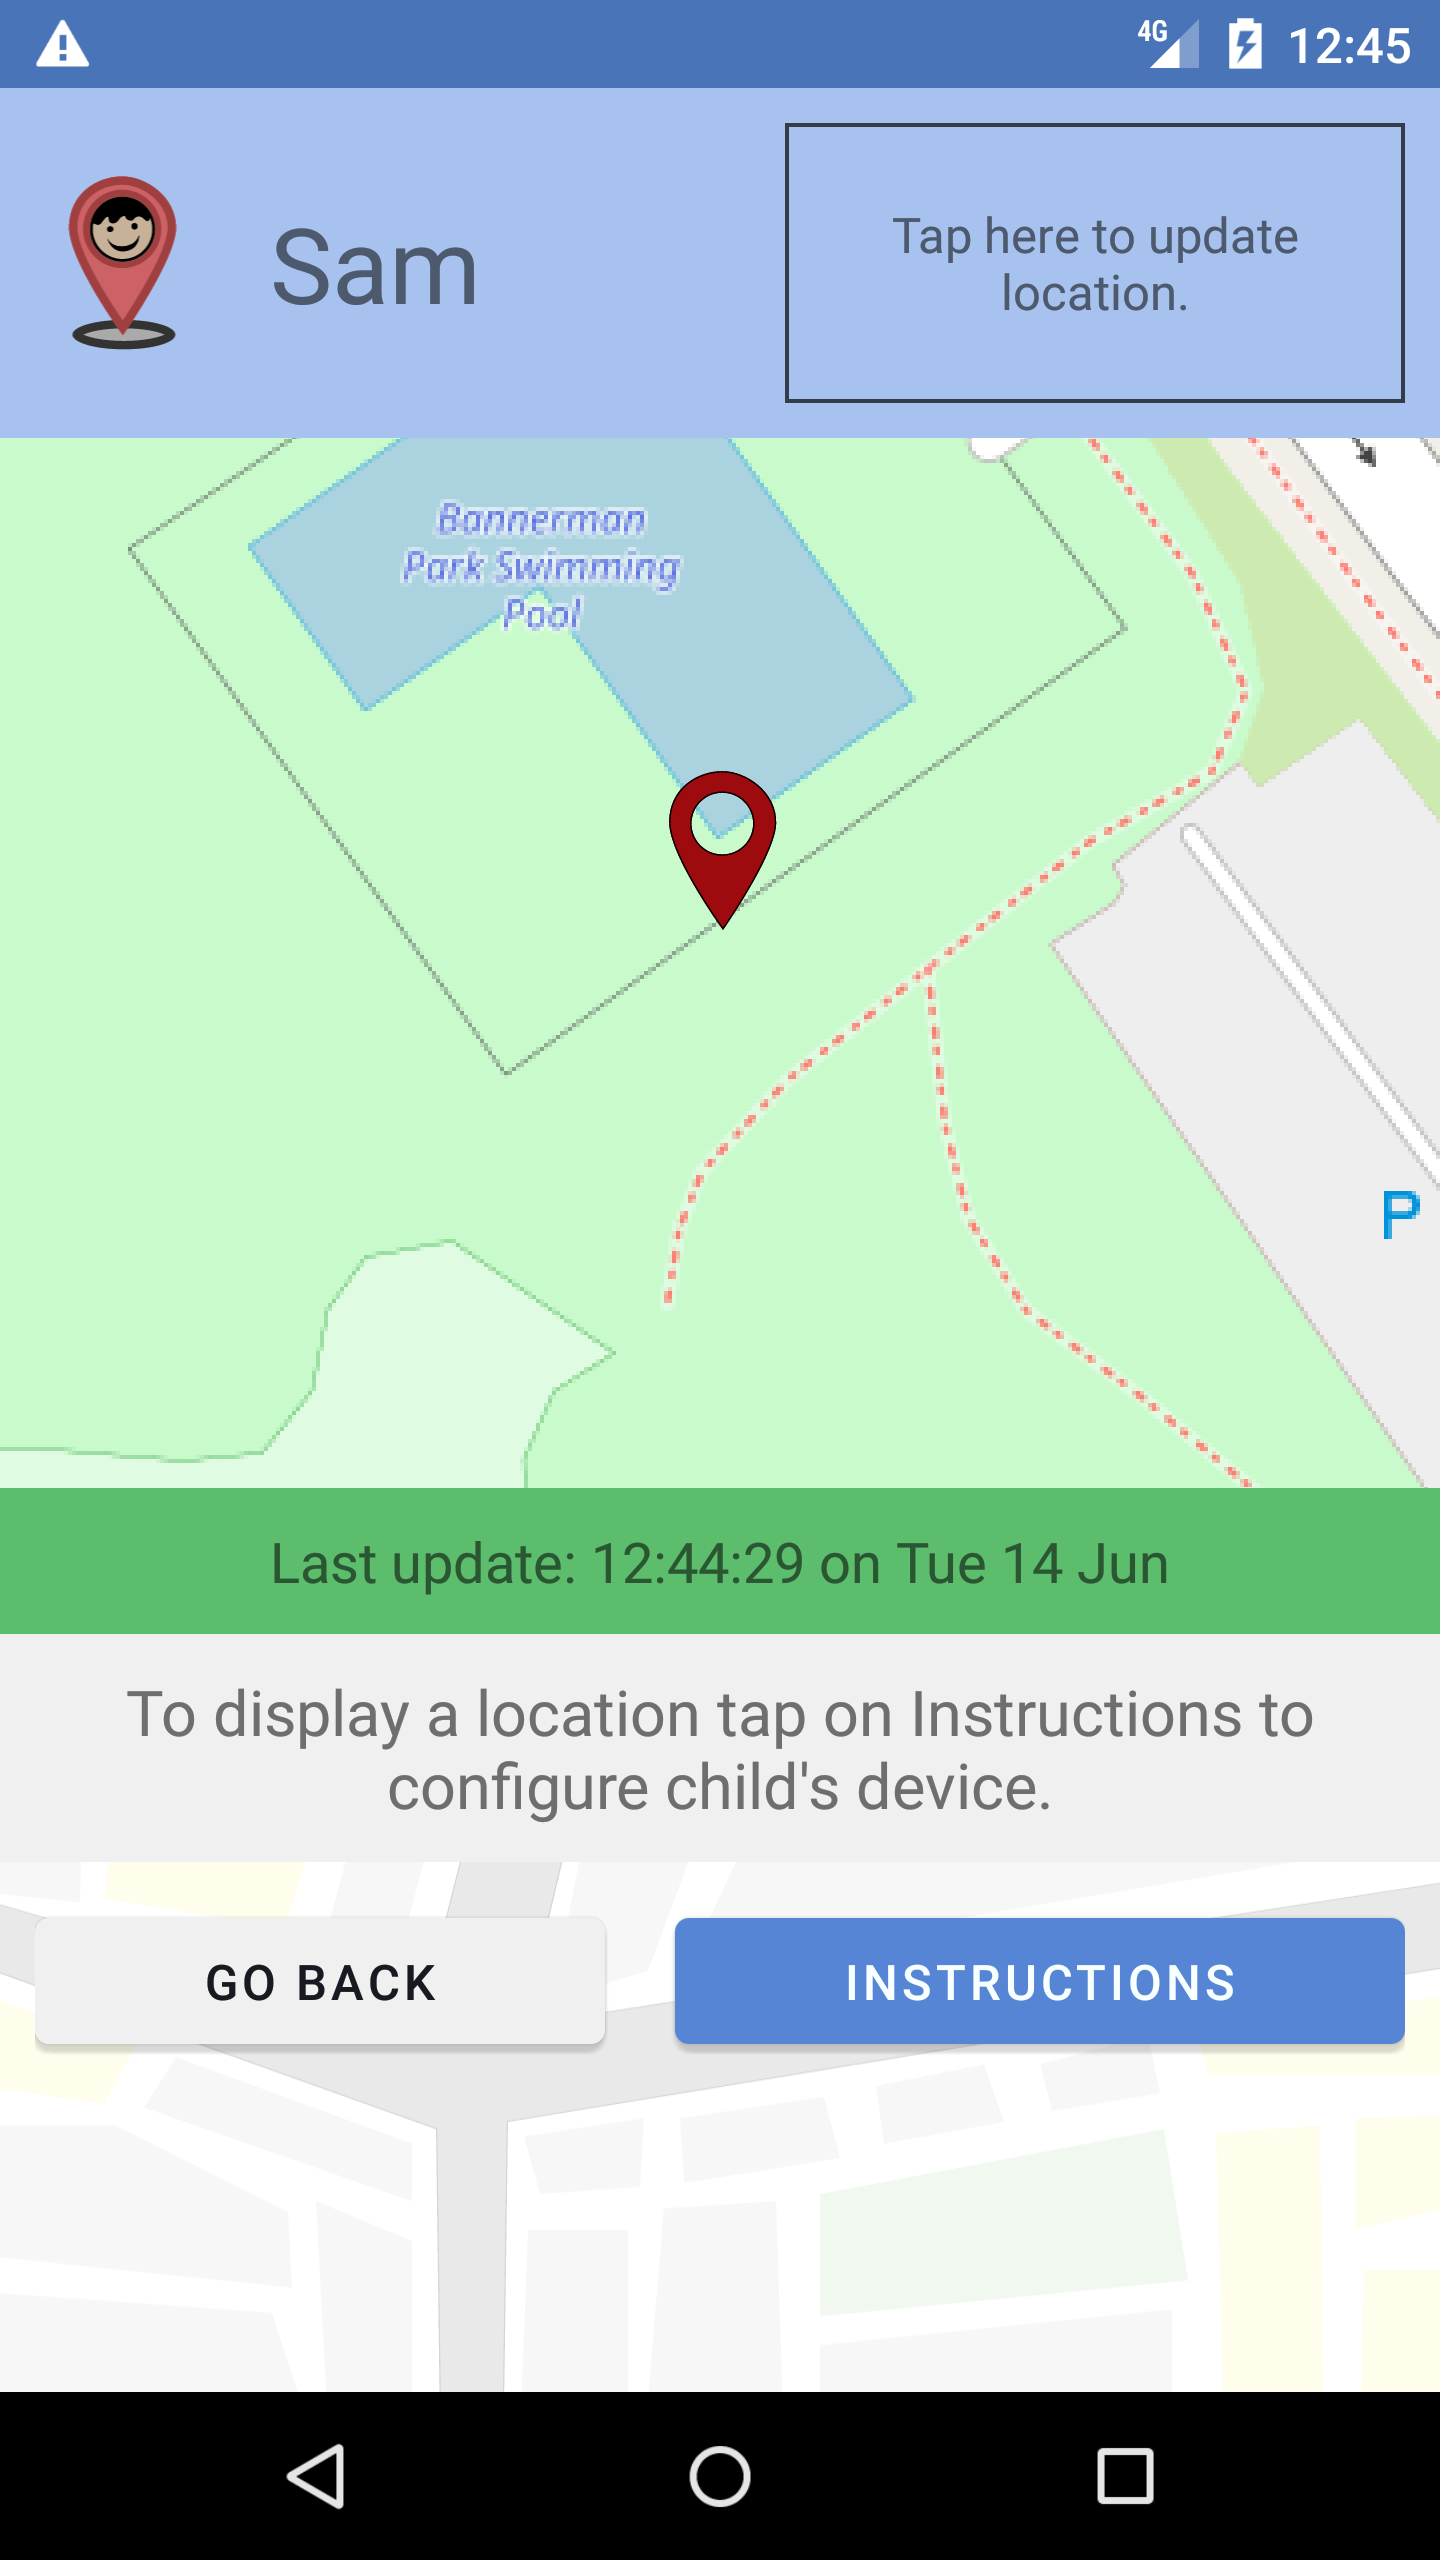 4G 12:45
Sam
Tap here to update
location.
Bannerman
Park Swimming
Pool
P
Last update: 12:44:29 on Tue 14 Jun
To display a location tap on Instructions to
configure child's device.
GO BACK
INSTRUCTIONS